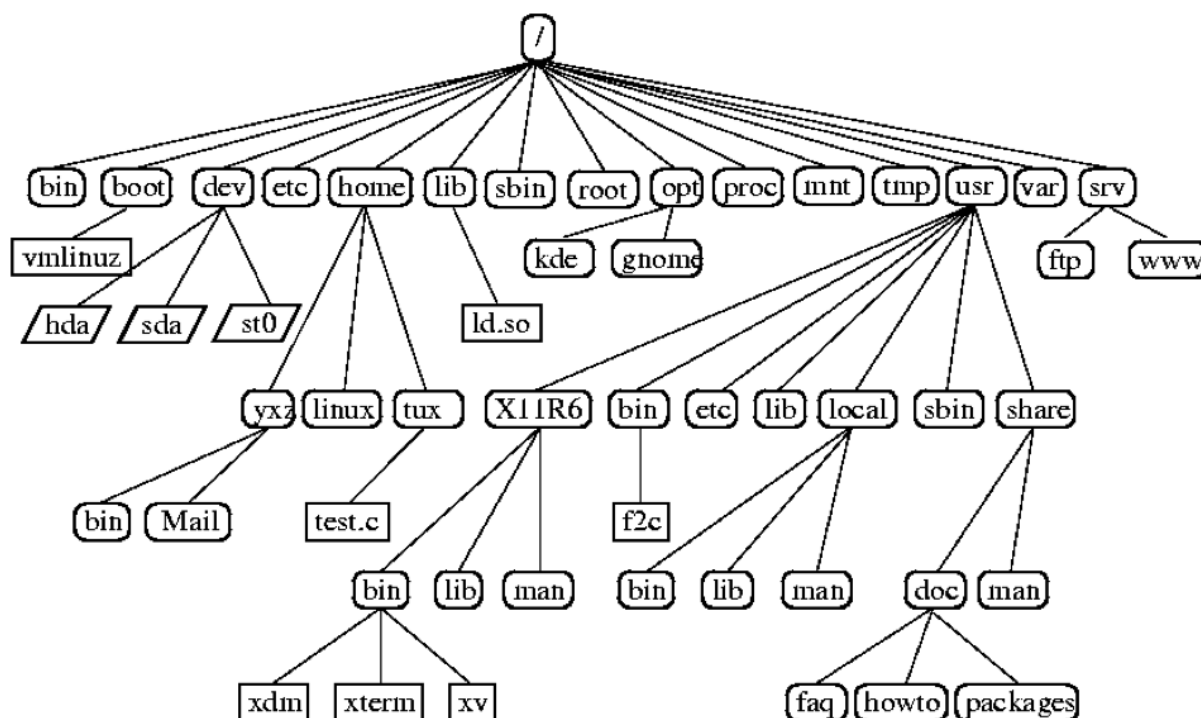 /
bin boot dev etc home lib sbin root opt proc mnt tmp usr var srv
vmlinuz kde gnome ftp www
hda sda st0 ld.so
yxz linux tux X11R6 bin etc lib local sbin share
bin Mail test.c f2c
bin lib man bin lib man doc man
xdm xterm xv faq howto packages